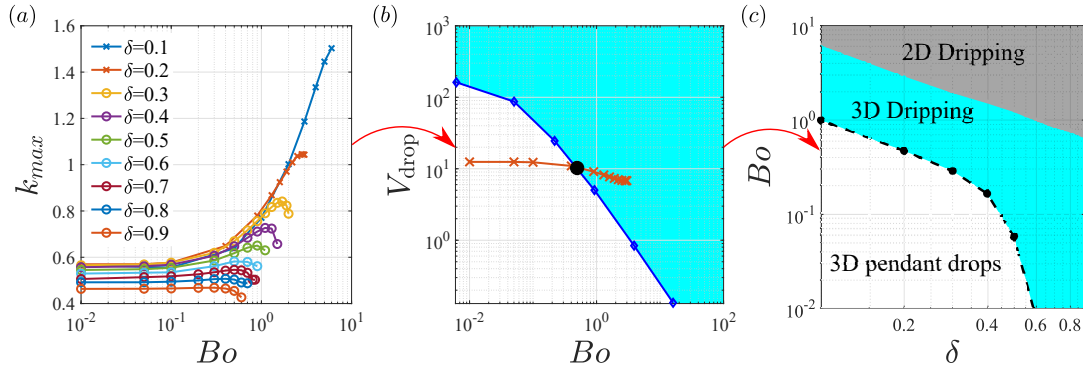 (a)
1.6
1.4
1.2
1
0.8
0.6
0.4
k_max
δ=0.1
δ=0.2
δ=0.3
δ=0.4
δ=0.5
δ=0.6
δ=0.7
δ=0.8
δ=0.9
10^-2 10^-1 10^0 10^1
Bo
(b)
10^3
10^2
10^1
10^0
V_drop
10^-2 10^0 10^2
Bo
(c)
10^1
10^0
10^-1
10^-2
Bo
2D Dripping
3D Dripping
3D pendant drops
0.2 0.4 0.6 0.8
δ